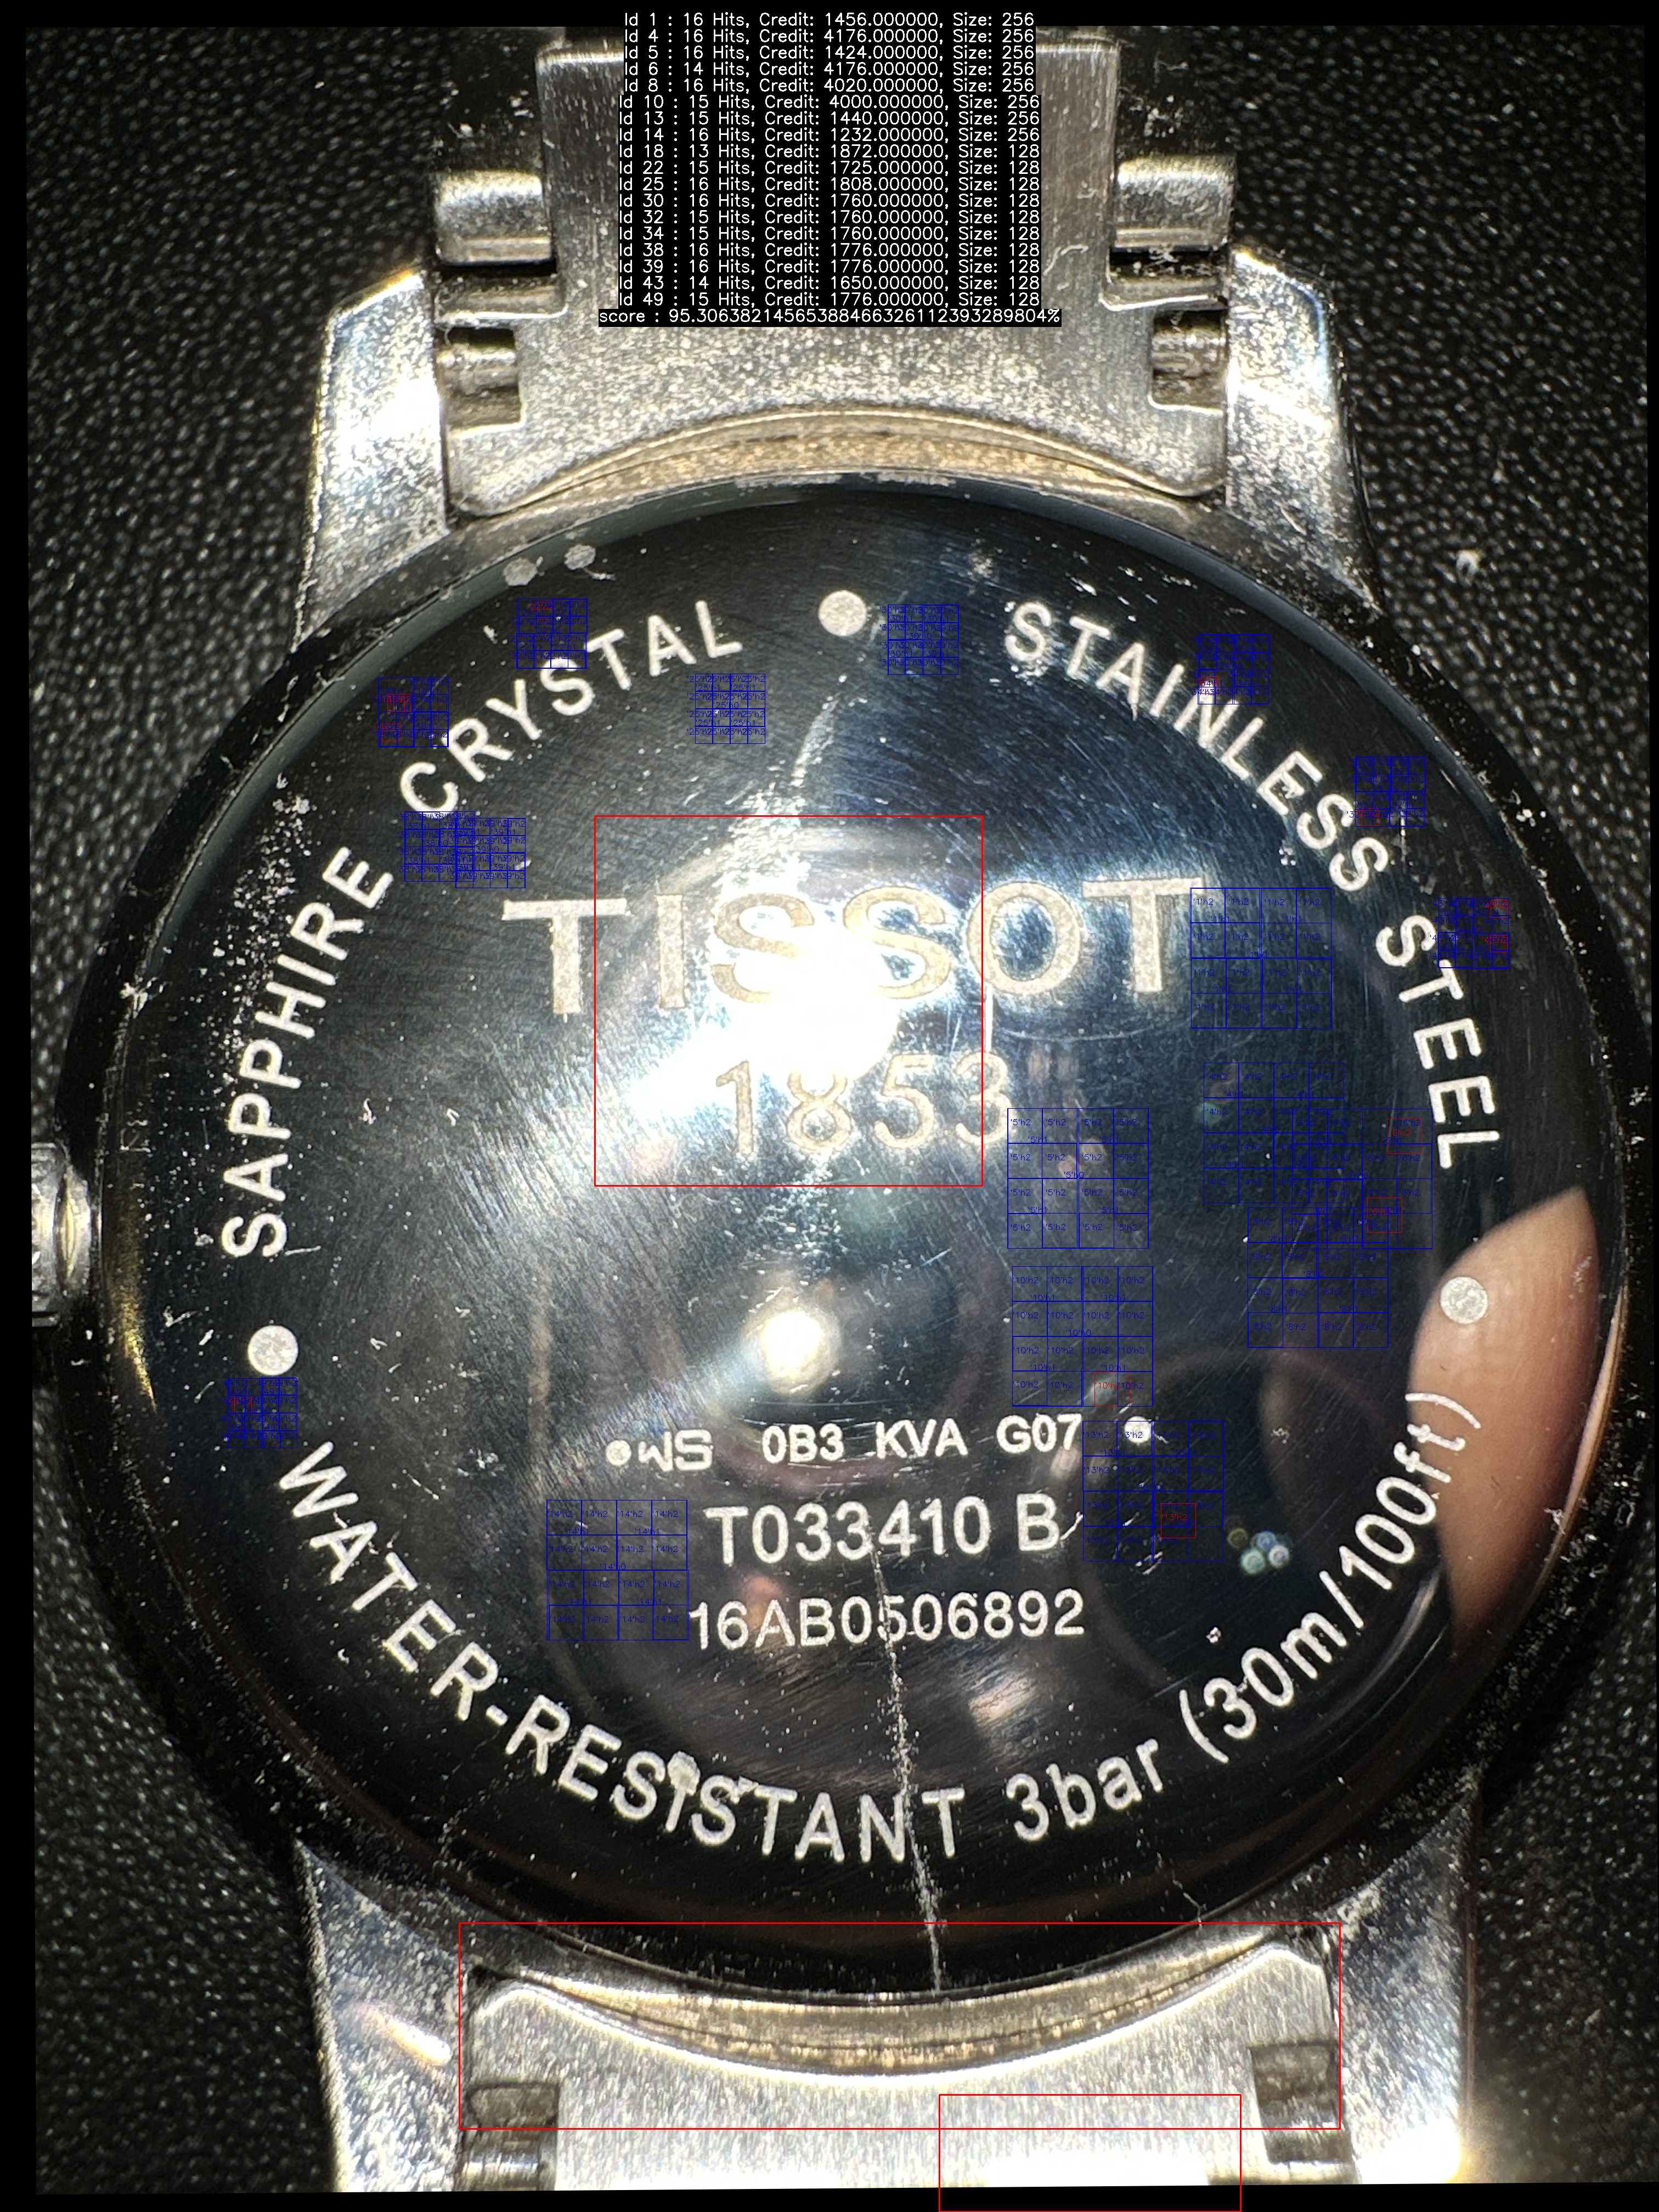 Id 1 : 16 Hits, Credit: 1456.000000, Size: 256
Id 4 : 16 Hits, Credit: 4176.000000, Size: 256
Id 5 : 16 Hits, Credit: 1424.000000, Size: 256
Id 6 : 14 Hits, Credit: 4176.000000, Size: 256
Id 8 : 16 Hits, Credit: 4020.000000, Size: 256
Id 10 : 15 Hits, Credit: 4000.000000, Size: 256
Id 13 : 15 Hits, Credit: 1440.000000, Size: 256
Id 14 : 16 Hits, Credit: 1232.000000, Size: 256
Id 18 : 13 Hits, Credit: 1872.000000, Size: 128
Id 22 : 15 Hits, Credit: 1725.000000, Size: 128
Id 25 : 16 Hits, Credit: 1808.000000, Size: 128
Id 30 : 16 Hits, Credit: 1760.000000, Size: 128
Id 32 : 15 Hits, Credit: 1760.000000, Size: 128
Id 34 : 15 Hits, Credit: 1760.000000, Size: 128
Id 38 : 16 Hits, Credit: 1776.000000, Size: 128
Id 39 : 16 Hits, Credit: 1776.000000, Size: 128
Id 43 : 14 Hits, Credit: 1650.000000, Size: 128
Id 49 : 15 Hits, Credit: 1776.000000, Size: 128
score : 95.30638214565388466326112393289804%
SAPPHIRE CRYSTAL
STAINLESS STEEL
TISSOT
1853
0B3 KVA G07
T033410 B
16AB0506892
WATER-RESISTANT 3bar (30m/100ft)